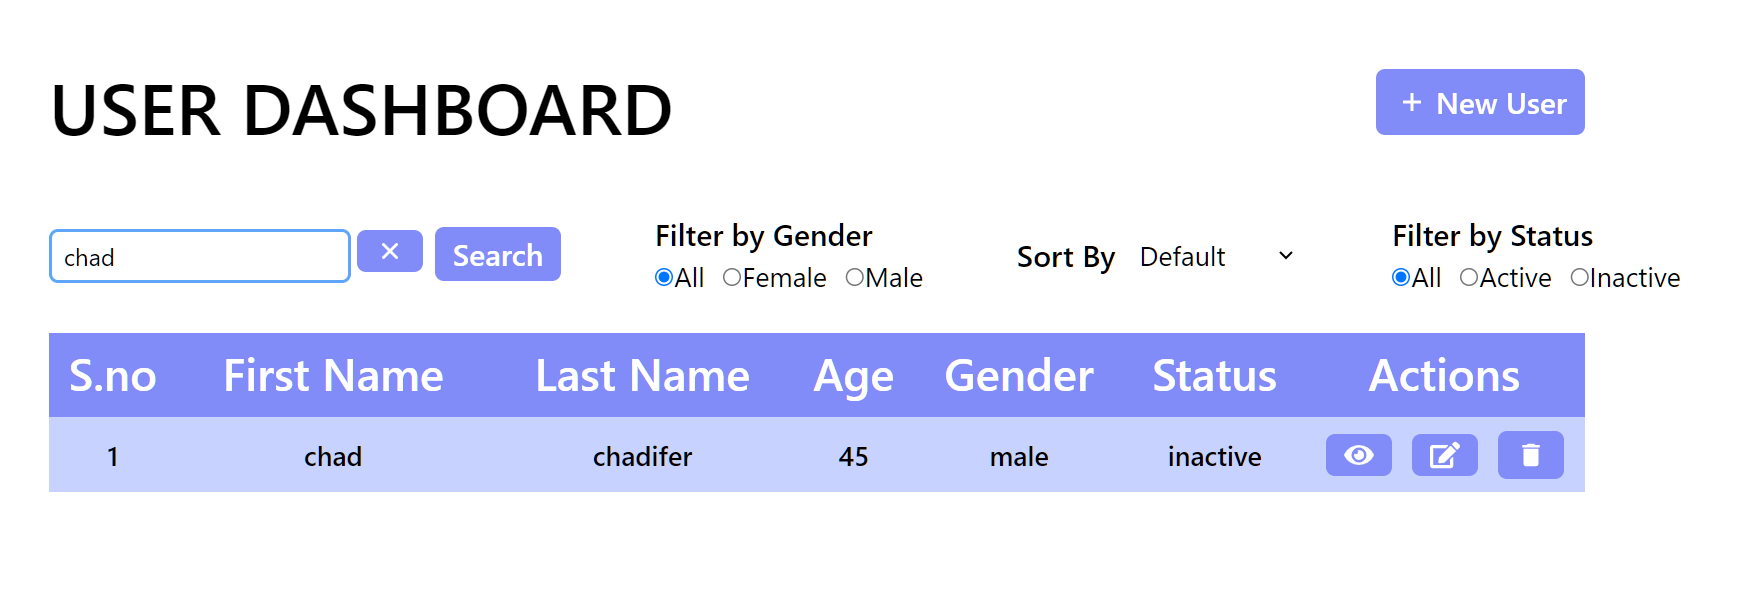 USER DASHBOARD
+ New User
chad
Search
Filter by Gender
All Female Male
Sort By Default
Filter by Status
All Active Inactive
S.no First Name Last Name Age Gender Status Actions
1 chad chadifer 45 male inactive